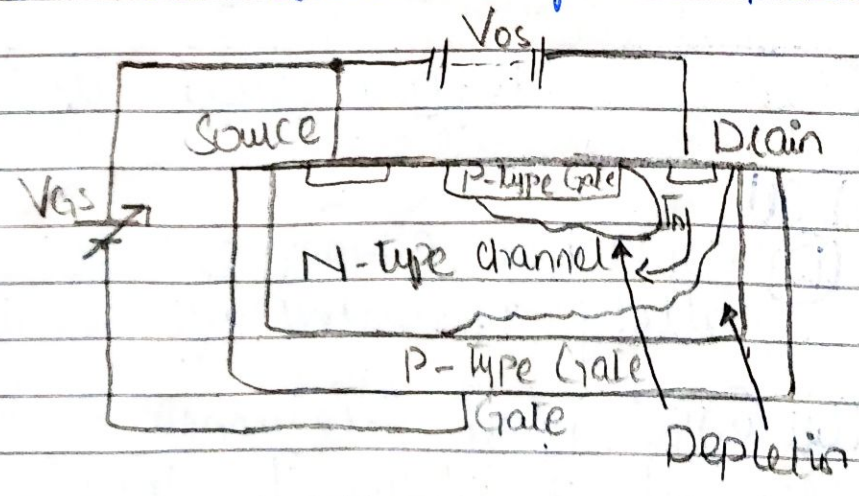 VDS
Source
Drain
VGS
P-type Gate
ID
N-type channel
P-type Gate
Gate
Depletion